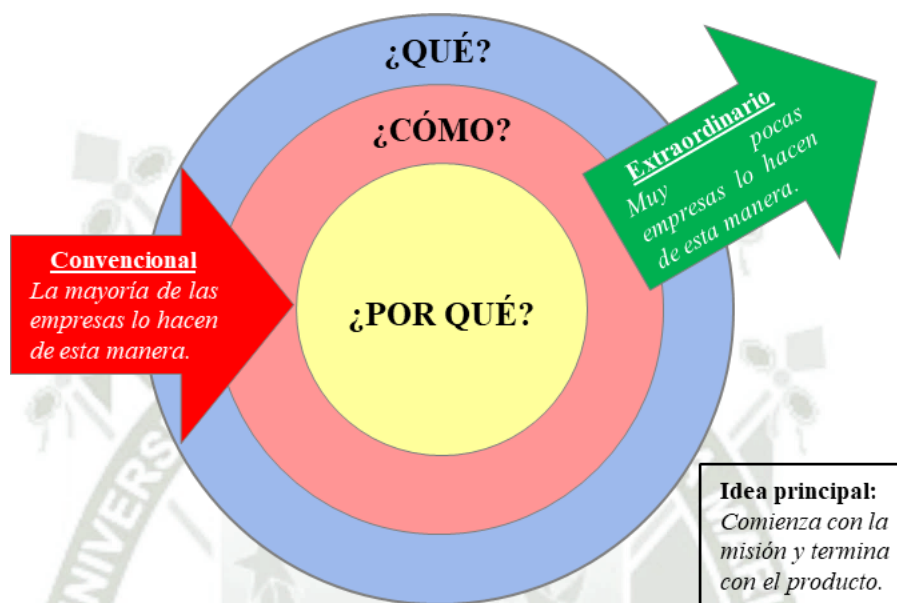 ¿QUÉ?
¿CÓMO?
¿POR QUÉ?
Convencional
La mayoría de las
empresas lo hacen
de esta manera.
Extraordinario
Muy pocas
empresas lo hacen
de esta manera.
Idea principal:
Comienza con la
misión y termina
con el producto.
UNIVERS